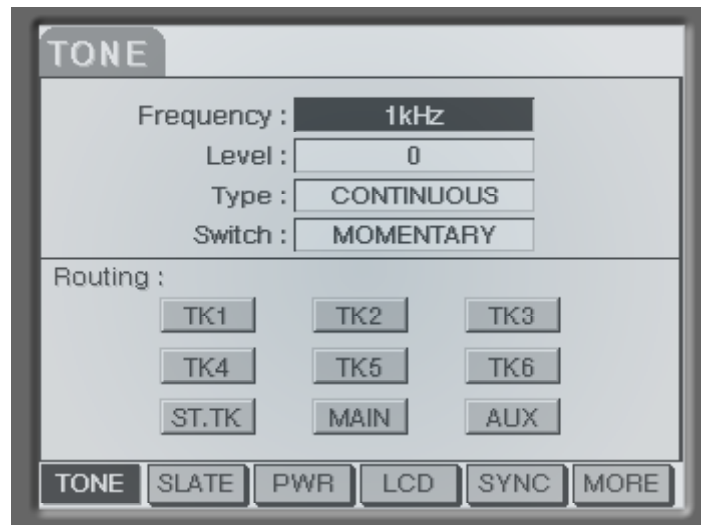 TONE
Frequency : 1kHz
Level : 0
Type : CONTINUOUS
Switch : MOMENTARY
Routing :
TK1 TK2 TK3
TK4 TK5 TK6
ST.TK MAIN AUX
TONE SLATE PWR LCD SYNC MORE